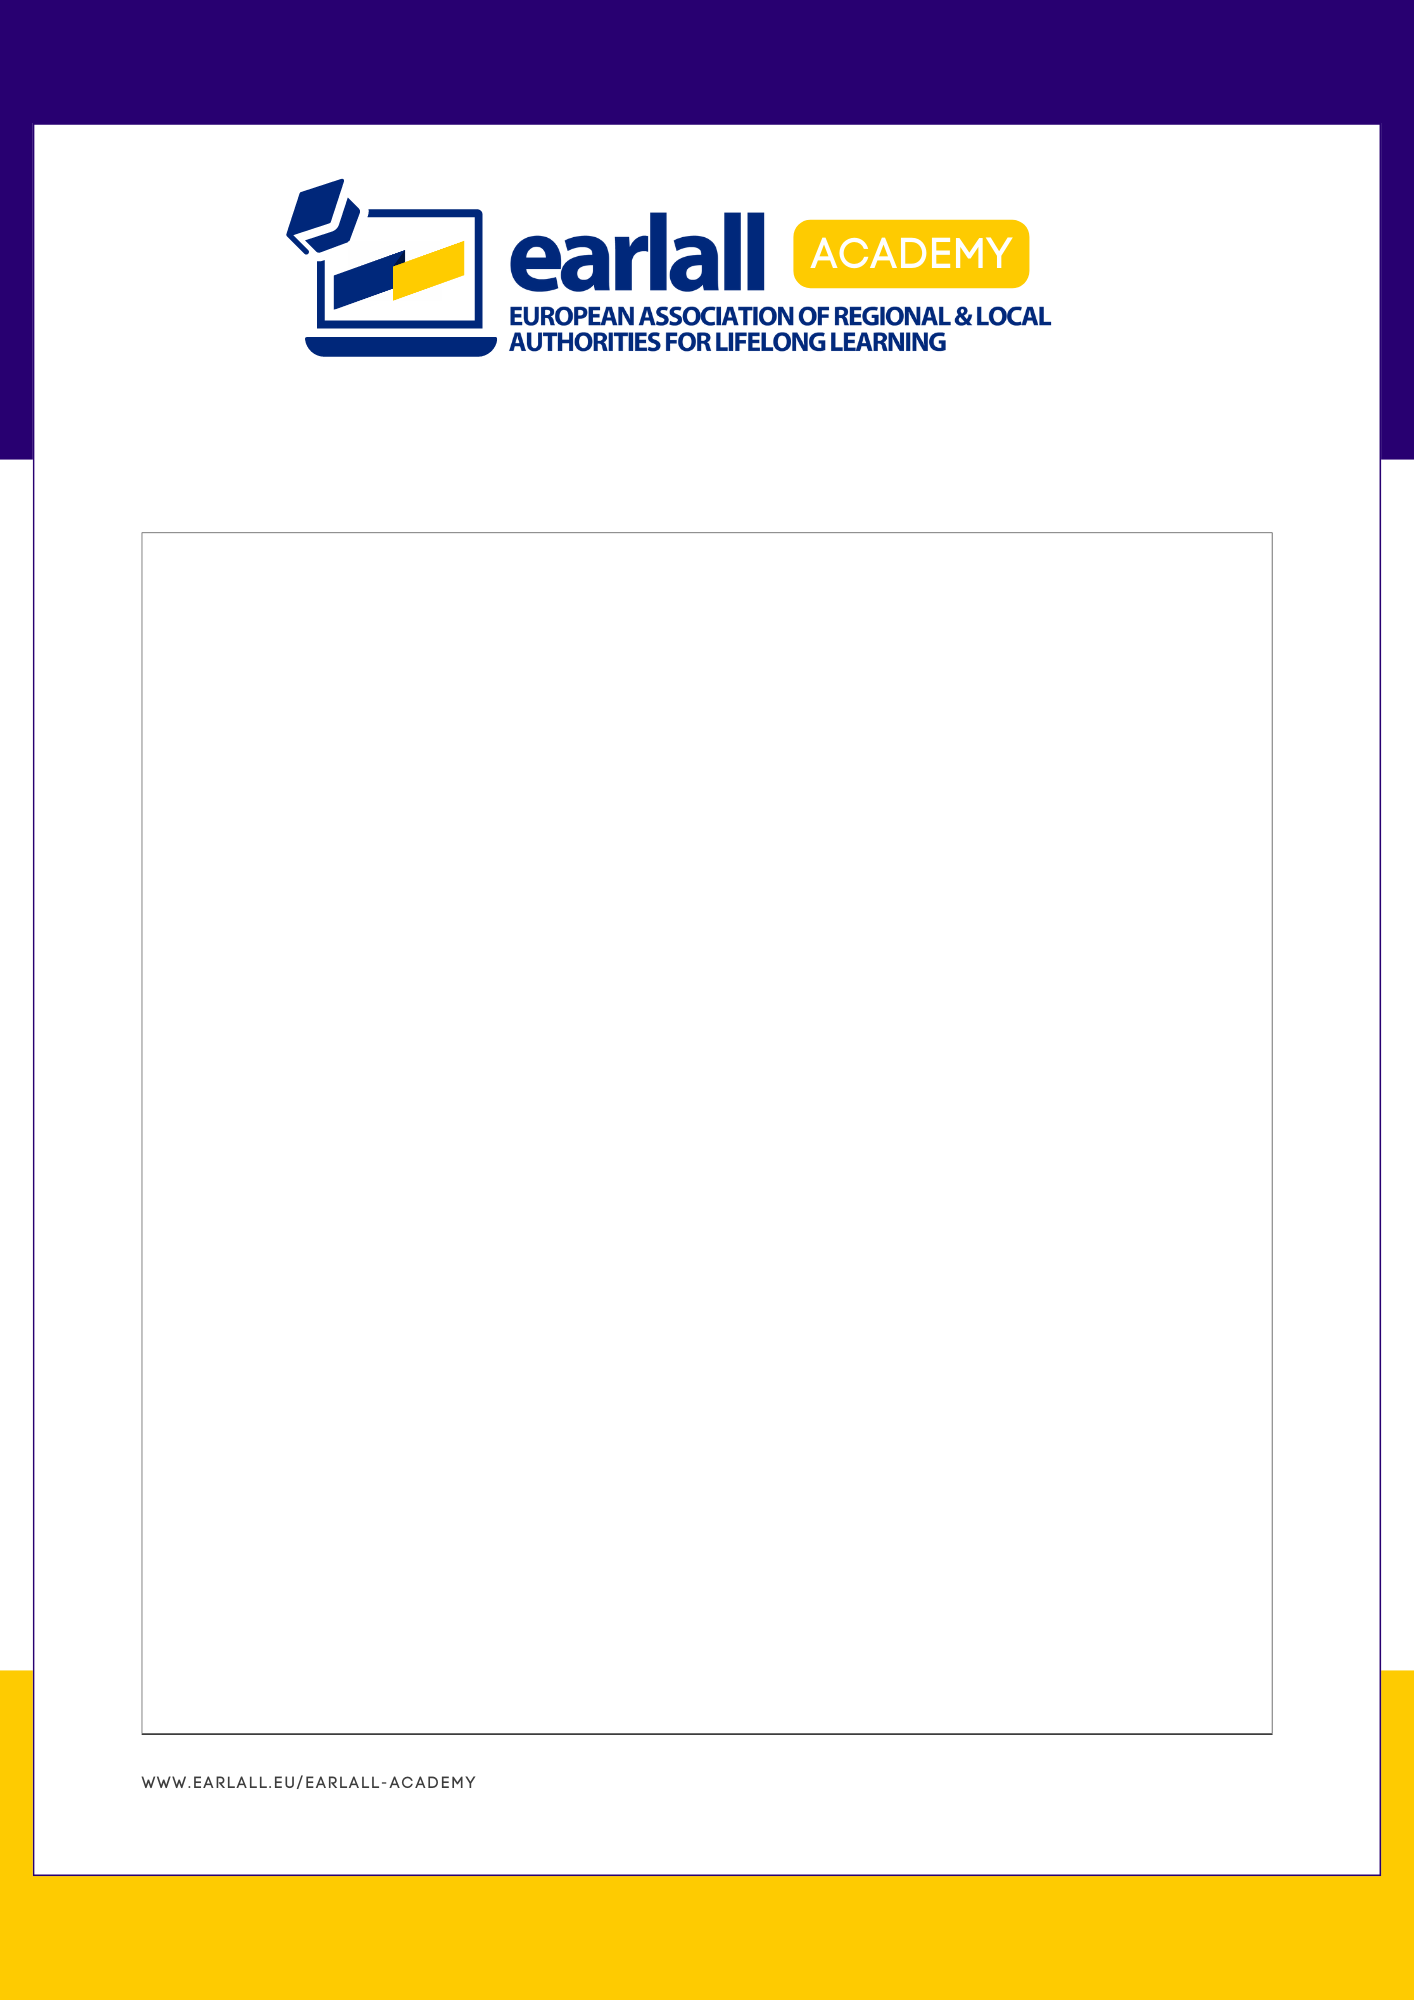 earlall ACADEMY
EUROPEAN ASSOCIATION OF REGIONAL & LOCAL
AUTHORITIES FOR LIFELONG LEARNING
WWW.EARLALL.EU/EARLALL-ACADEMY